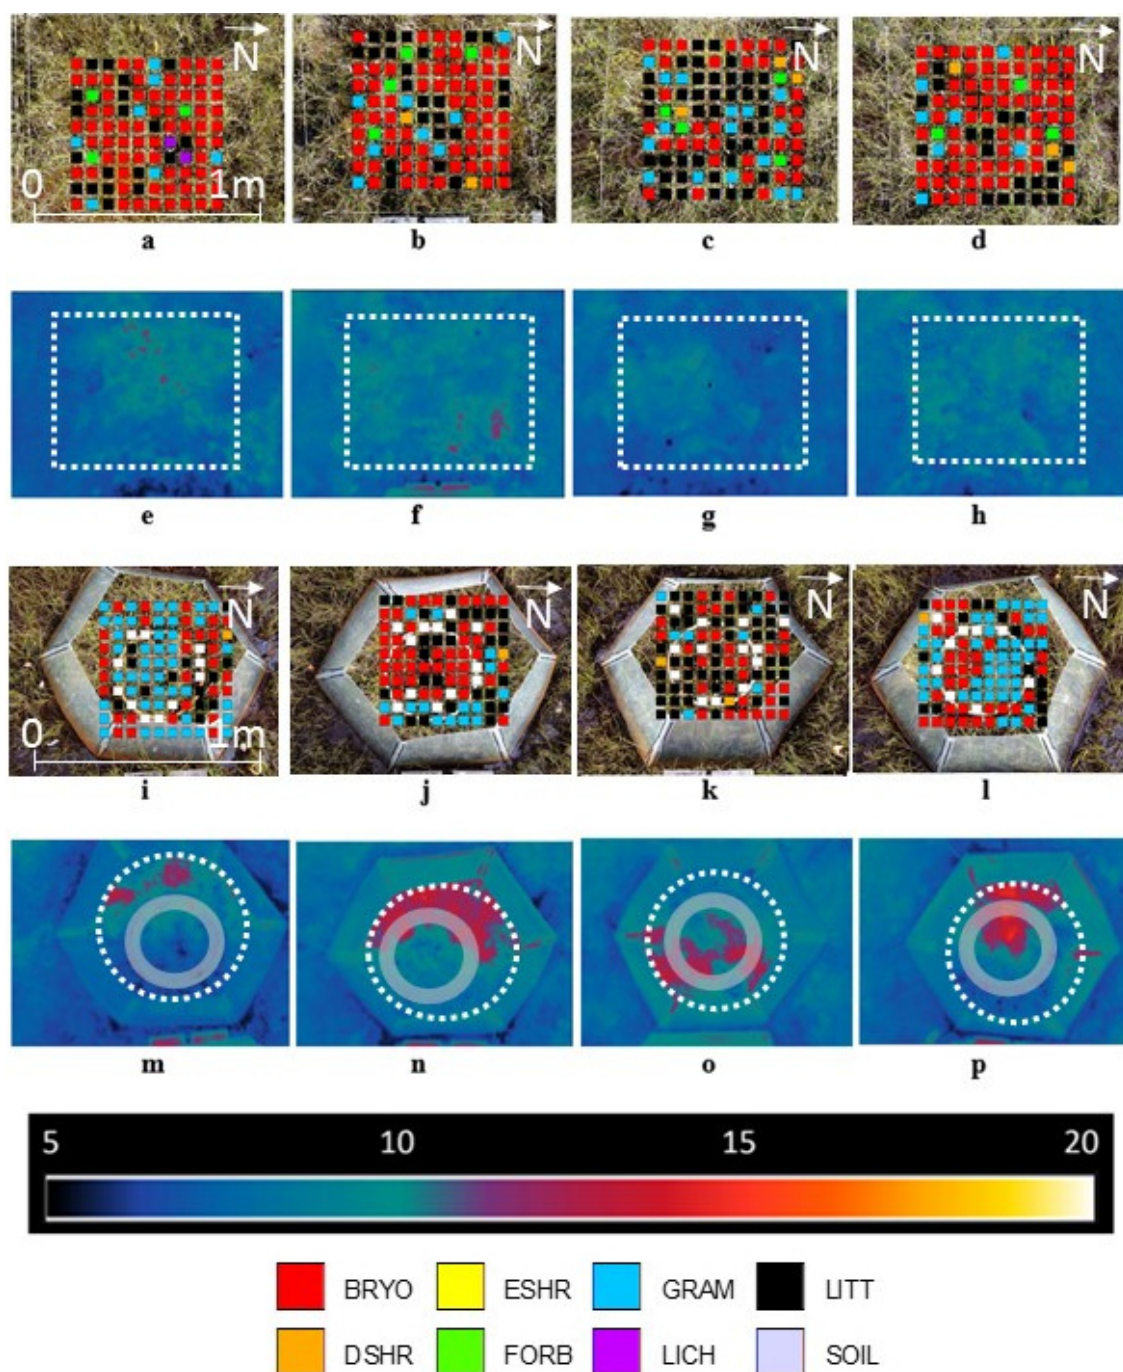 N N N N
0 1m
a b c d
e f g h
N N N N
0 1m
i j k l
m n o p
5 10 15 20
BRYO ESHR GRAM LITT
DSHR FORB LICH SOIL